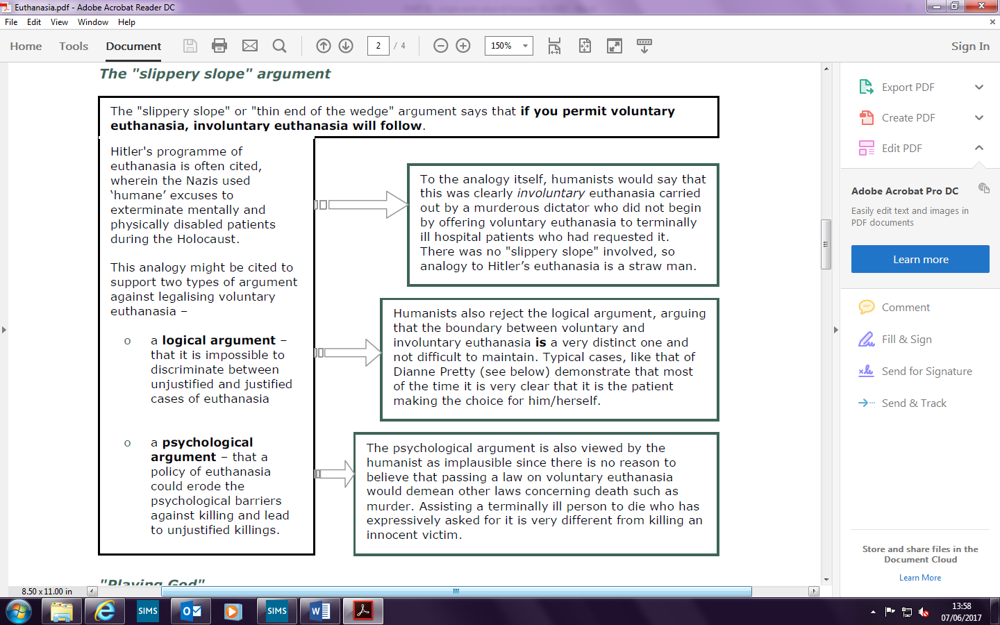 Euthanasia.pdf - Adobe Acrobat Reader DC
File Edit View Window Help
Home Tools Document 2 / 4 150% Sign In
The "slippery slope" argument
The "slippery slope" or "thin end of the wedge" argument says that if you permit voluntary
euthanasia, involuntary euthanasia will follow.
Hitler's programme of
euthanasia is often cited,
wherein the Nazis used
‘humane’ excuses to
exterminate mentally and
physically disabled patients
during the Holocaust.
This analogy might be cited to
support two types of argument
against legalising voluntary
euthanasia –
o a logical argument –
that it is impossible to
discriminate between
unjustified and justified
cases of euthanasia
o a psychological
argument – that a
policy of euthanasia
could erode the
psychological barriers
against killing and lead
to unjustified killings.
To the analogy itself, humanists would say that
this was clearly involuntary euthanasia carried
out by a murderous dictator who did not begin
by offering voluntary euthanasia to terminally
ill hospital patients who had requested it.
There was no "slippery slope" involved, so
analogy to Hitler’s euthanasia is a straw man.
Humanists also reject the logical argument, arguing
that the boundary between voluntary and
involuntary euthanasia is a very distinct one and
not difficult to maintain. Typical cases, like that of
Dianne Pretty (see below) demonstrate that most
of the time it is very clear that it is the patient
making the choice for him/herself.
The psychological argument is also viewed by the
humanist as implausible since there is no reason to
believe that passing a law on voluntary euthanasia
would demean other laws concerning death such as
murder. Assisting a terminally ill person to die who has
expressively asked for it is very different from killing an
innocent victim.
"Playing God"
8.50 x 11.00 in
Export PDF
Create PDF
Edit PDF
Adobe Acrobat Pro DC
Easily edit text and images in
PDF documents
Learn more
Comment
Fill & Sign
Send for Signature
Send & Track
Store and share files in the
Document Cloud
Learn More
SIMS
SIMS
13:58
07/06/2017